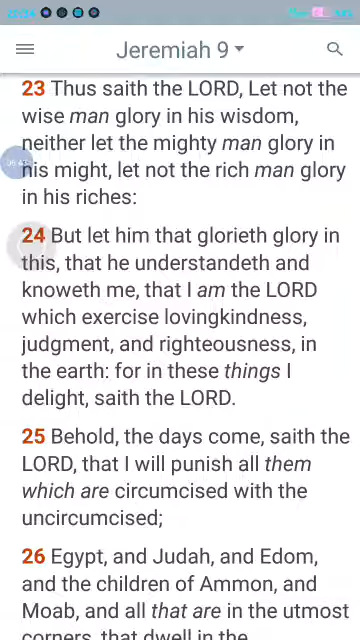 Jeremiah 9
23 Thus saith the LORD, Let not the
wise man glory in his wisdom,
neither let the mighty man glory in
his might, let not the rich man glory
in his riches:
24 But let him that glorieth glory in
this, that he understandeth and
knoweth me, that I am the LORD
which exercise lovingkindness,
judgment, and righteousness, in
the earth: for in these things I
delight, saith the LORD.
25 Behold, the days come, saith the
LORD, that I will punish all them
which are circumcised with the
uncircumcised;
26 Egypt, and Judah, and Edom,
and the children of Ammon, and
Moab, and all that are in the utmost
corners, that dwell in the